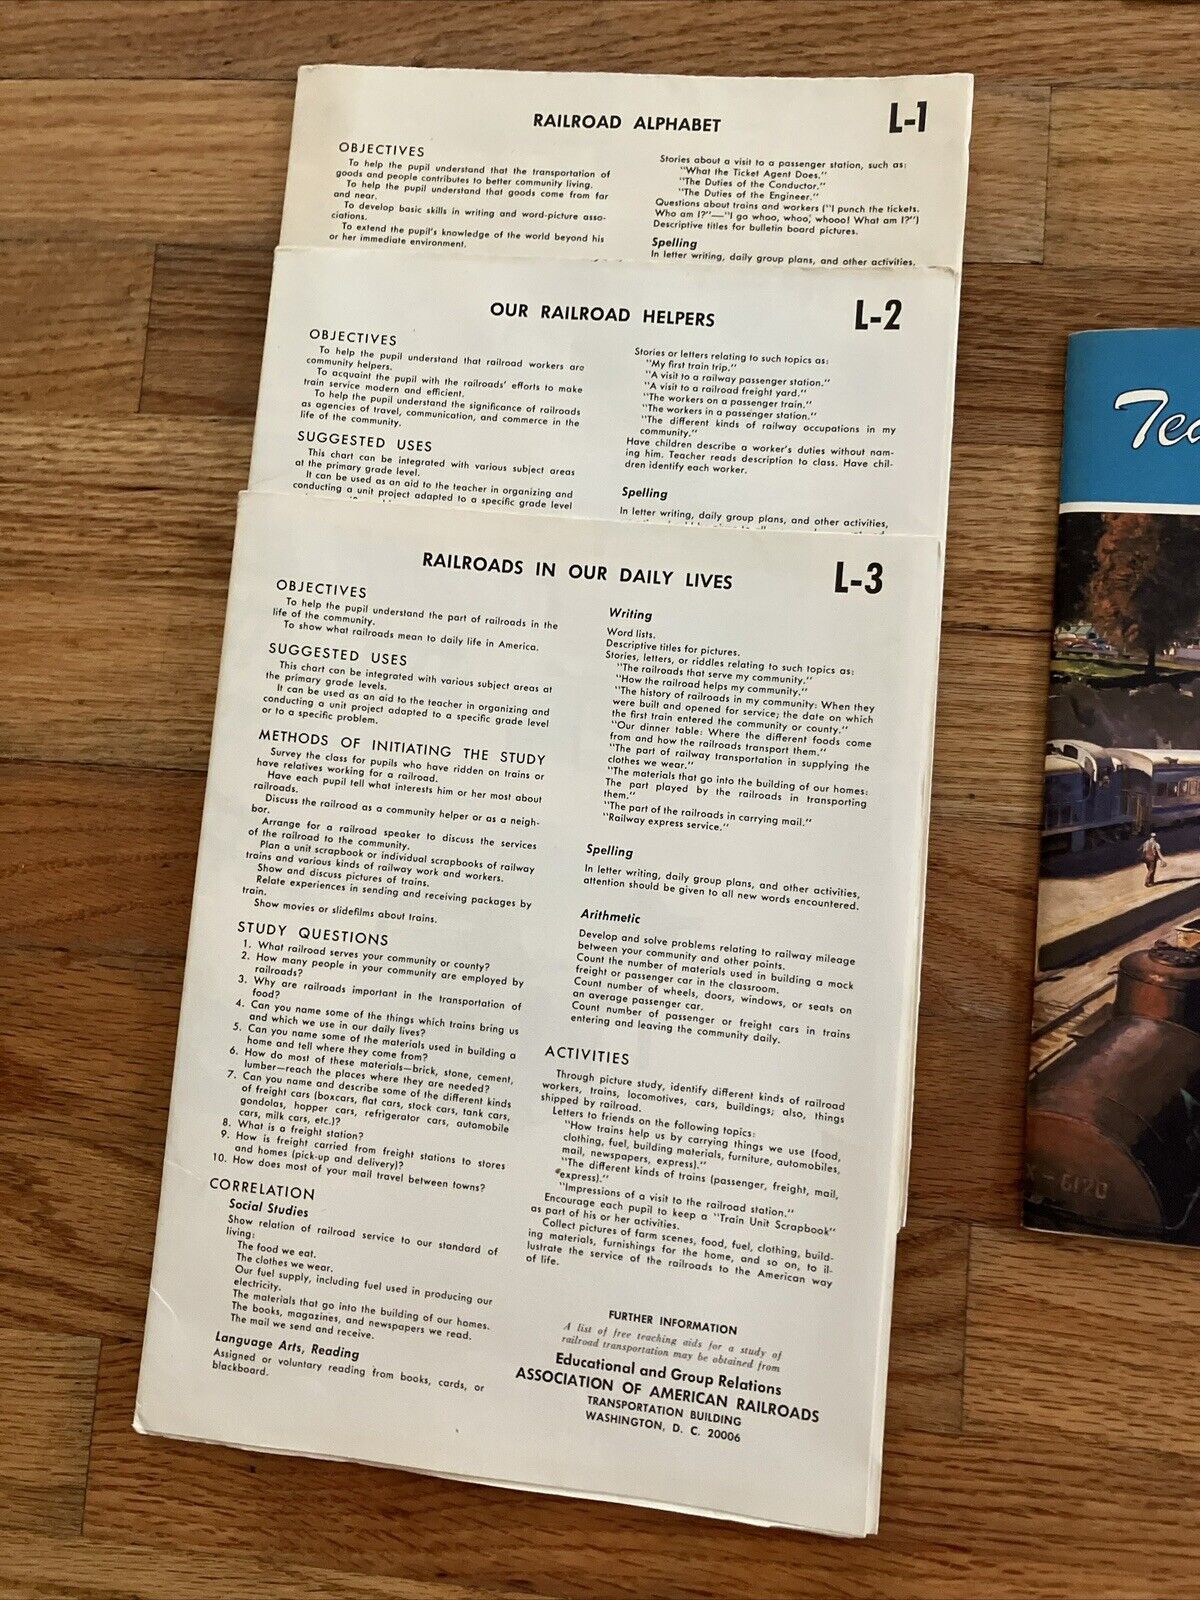 RAILROAD ALPHABET
L-1
OBJECTIVES
To help the pupil understand that the transportation of
goods and people contributes to better community living.
To help the pupil understand that goods come from far
and near.
To develop basic skills in writing and word-picture asso-
ciations.
To extend the pupil's knowledge of the world beyond his
or her immediate environment.
Stories about a visit to a passenger station, such as:
"What the Ticket Agent Does."
"The Duties of the Conductor."
"The Duties of the Engineer."
Questions about trains and workers ("I punch the tickets.
Who am I?"—"I go whoo, whoo, whooo! What am I?")
Descriptive titles for bulletin board pictures.
Spelling
In letter writing, daily group plans, and other activities,
OUR RAILROAD HELPERS
L-2
OBJECTIVES
To help the pupil understand that railroad workers are
community helpers.
To acquaint the pupil with the railroads' efforts to make
train service modern and efficient.
To help the pupil understand the significance of railroads
as agencies of travel, communication, and commerce in the
life of the community.
SUGGESTED USES
This chart can be integrated with various subject areas
at the primary grade level.
It can be used as an aid to the teacher in organizing and
conducting a unit project adapted to a specific grade level
Stories or letters relating to such topics as:
"My first train trip."
"A visit to a railway passenger station."
"A visit to a railroad freight yard."
"The workers on a passenger train."
"The workers in a passenger station."
"The different kinds of railway occupations in my
community."
Have children describe a worker's duties without nam-
ing him. Teacher reads description to class. Have chil-
dren identify each worker.
Spelling
In letter writing, daily group plans, and other activities,
RAILROADS IN OUR DAILY LIVES
L-3
OBJECTIVES
To help the pupil understand the part of railroads in the
life of the community.
To show what railroads mean to daily life in America.
SUGGESTED USES
This chart can be integrated with various subject areas at
the primary grade levels.
It can be used as an aid to the teacher in organizing and
conducting a unit project adapted to a specific grade level
or to a specific problem.
METHODS OF INITIATING THE STUDY
Survey the class for pupils who have ridden on trains or
have relatives working for a railroad.
Have each pupil tell what interests him or her most about
railroads.
Discuss the railroad as a community helper or as a neigh-
bor.
Arrange for a railroad speaker to discuss the services
of the railroad to the community.
Plan a unit scrapbook or individual scrapbooks of railway
trains and various kinds of railway work and workers.
Show and discuss pictures of trains.
Relate experiences in sending and receiving packages by
train.
Show movies or slidefilms about trains.
STUDY QUESTIONS
1. What railroad serves your community or county?
2. How many people in your community are employed by
railroads?
3. Why are railroads important in the transportation of
food?
4. Can you name some of the things which trains bring us
and which we use in our daily lives?
5. Can you name some of the materials used in building a
home and tell where they come from?
6. How do most of these materials—brick, stone, cement,
lumber—reach the places where they are needed?
7. Can you name and describe some of the different kinds
of freight cars (boxcars, flat cars, stock cars, tank cars,
gondolas, hopper cars, refrigerator cars, automobile
cars, milk cars, etc.)?
8. What is a freight station?
9. How is freight carried from freight stations to stores
and homes (pick-up and delivery)?
10. How does most of your mail travel between towns?
CORRELATION
Social Studies
Show relation of railroad service to our standard of
living:
The food we eat.
The clothes we wear.
Our fuel supply, including fuel used in producing our
electricity.
The materials that go into the building of our homes.
The books, magazines, and newspapers we read.
The mail we send and receive.
Language Arts, Reading
Assigned or voluntary reading from books, cards, or
blackboard.
Writing
Word lists.
Descriptive titles for pictures.
Stories, letters, or riddles relating to such topics as:
"The railroads that serve my community."
"How the railroad helps my community."
"The history of railroads in my community: When they
were built and opened for service; the date on which
the first train entered the community or county."
"Our dinner table: Where the different foods come
from and how the railroads transport them."
"The part of railway transportation in supplying the
clothes we wear."
"The materials that go into the building of our homes:
The part played by the railroads in transporting
them."
"The part of the railroads in carrying mail."
"Railway express service."
Spelling
In letter writing, daily group plans, and other activities,
attention should be given to all new words encountered.
Arithmetic
Develop and solve problems relating to railway mileage
between your community and other points.
Count the number of materials used in building a mock
freight or passenger car in the classroom.
Count number of wheels, doors, windows, or seats on
an average passenger car.
Count number of passenger or freight cars in trains
entering and leaving the community daily.
ACTIVITIES
Through picture study, identify different kinds of railroad
workers, trains, locomotives, cars, buildings; also, things
shipped by railroad.
Letters to friends on the following topics:
"How trains help us by carrying things we use (food,
clothing, fuel, building materials, furniture, automobiles,
mail, newspapers, express)."
"The different kinds of trains (passenger, freight, mail,
express)."
"Impressions of a visit to the railroad station."
Encourage each pupil to keep a "Train Unit Scrapbook"
as part of his or her activities.
Collect pictures of farm scenes, food, fuel, clothing, build-
ing materials, furnishings for the home, and so on, to il-
lustrate the service of the railroads to the American way
of life.
FURTHER INFORMATION
A list of free teaching aids for a study of
railroad transportation may be obtained from
Educational and Group Relations
ASSOCIATION OF AMERICAN RAILROADS
TRANSPORTATION BUILDING
WASHINGTON, D. C. 20006
Tea
6120